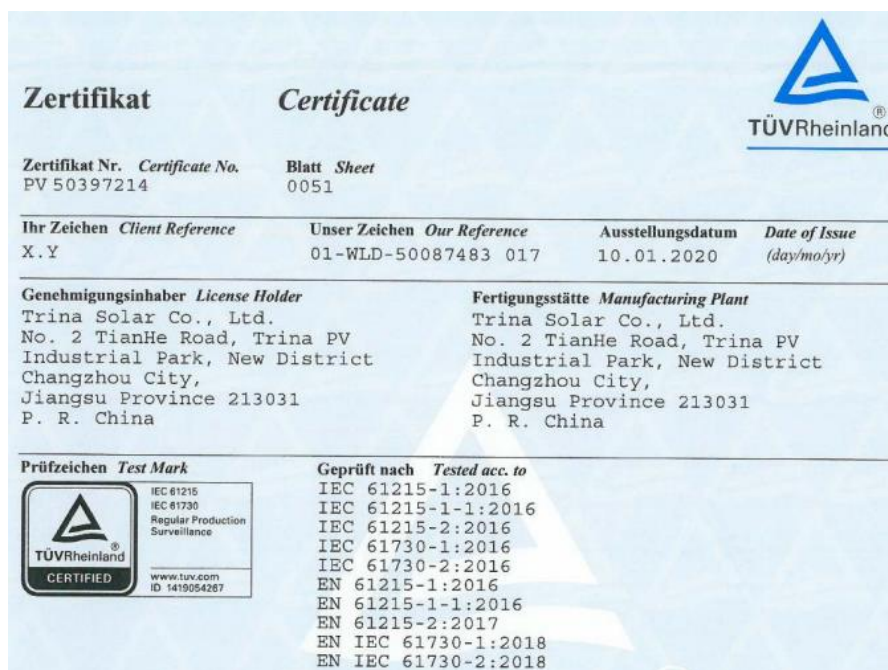 Zertifikat Certificate
®
TÜVRheinland
Zertifikat Nr. Certificate No. Blatt Sheet
PV 50397214 0051
Ihr Zeichen Client Reference Unser Zeichen Our Reference Ausstellungsdatum Date of Issue
X.Y 01-WLD-50087483 017 10.01.2020 (day/mo/yr)
Genehmigungsinhaber License Holder Fertigungsstätte Manufacturing Plant
Trina Solar Co., Ltd. Trina Solar Co., Ltd.
No. 2 TianHe Road, Trina PV No. 2 TianHe Road, Trina PV
Industrial Park, New District Industrial Park, New District
Changzhou City, Changzhou City,
Jiangsu Province 213031 Jiangsu Province 213031
P. R. China P. R. China
Prüfzeichen Test Mark Geprüft nach Tested acc. to
IEC 61215
IEC 61730
Regular Production
Surveillance
®
TÜVRheinland
CERTIFIED
www.tuv.com
ID 1419054267
IEC 61215-1:2016
IEC 61215-1-1:2016
IEC 61215-2:2016
IEC 61730-1:2016
IEC 61730-2:2016
EN 61215-1:2016
EN 61215-1-1:2016
EN 61215-2:2017
EN IEC 61730-1:2018
EN IEC 61730-2:2018